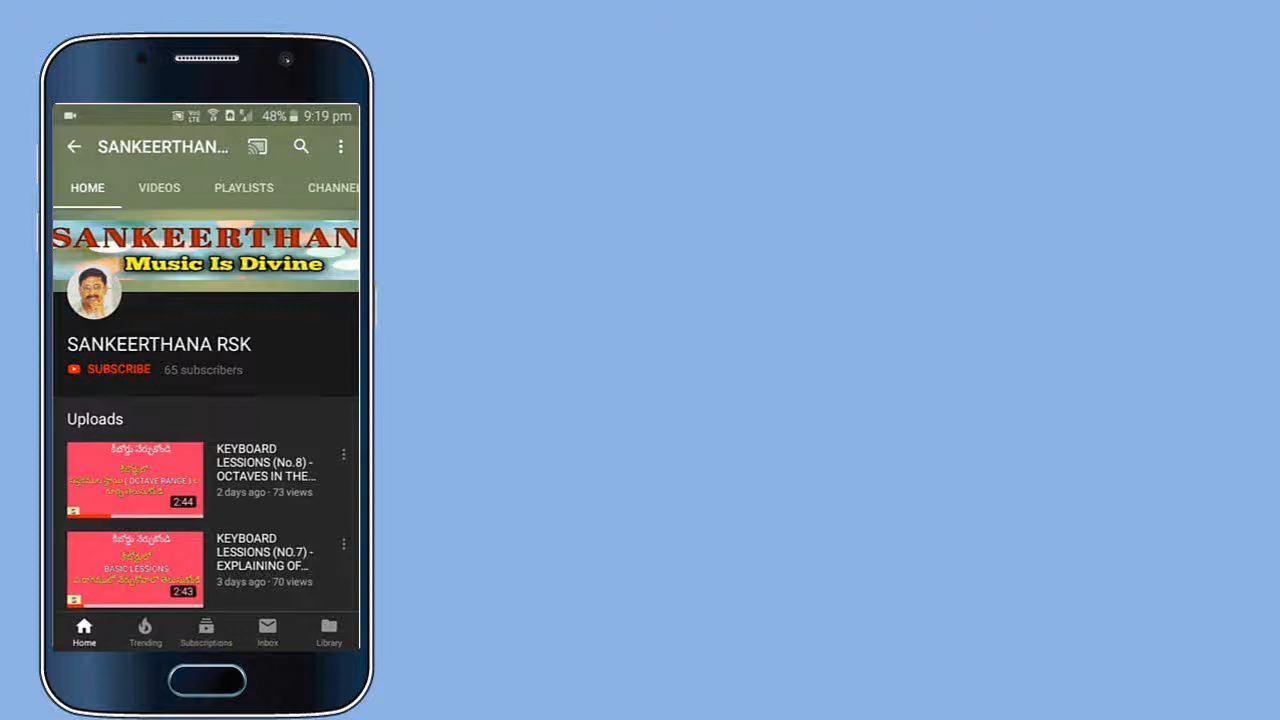 48% 9:19 pm
SANKEERTHAN...
HOME VIDEOS PLAYLISTS CHANNEL
SANKEERTHAN
Music Is Divine
SANKEERTHANA RSK
SUBSCRIBE 65 subscribers
Uploads
కీబోర్డు నేర్చుకోండి
కీబోర్డులో
( OCTAVE RANGE )
తెలుసుకోండి
2:44
KEYBOARD
LESSIONS (No.8) -
OCTAVES IN THE...
2 days ago · 73 views
కీబోర్డు నేర్చుకోండి
కీబోర్డులో
BASIC LESSIONS
ఏ రాగములో నేర్చుకోవాలో తెలుసుకోండి
2:43
KEYBOARD
LESSIONS (NO.7) -
EXPLAINING OF...
3 days ago · 70 views
Home Trending Subscriptions Inbox Library